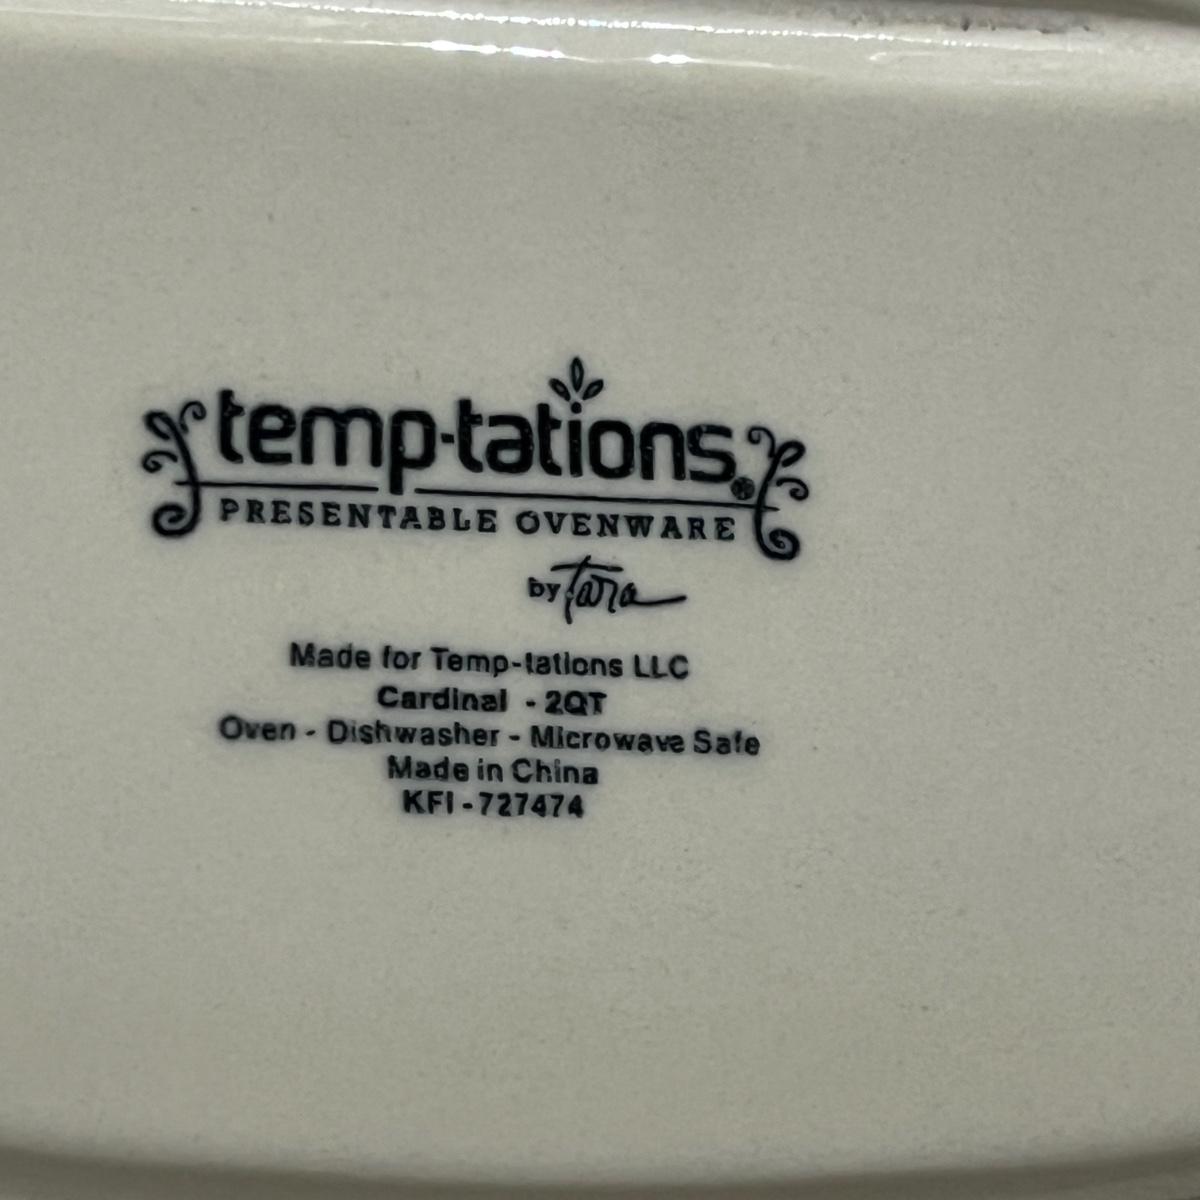 temp-tations®
PRESENTABLE OVENWARE
by Tara
Made for Temp-tations LLC
Cardinal - 2QT
Oven - Dishwasher - Microwave Safe
Made in China
KFI - 727474